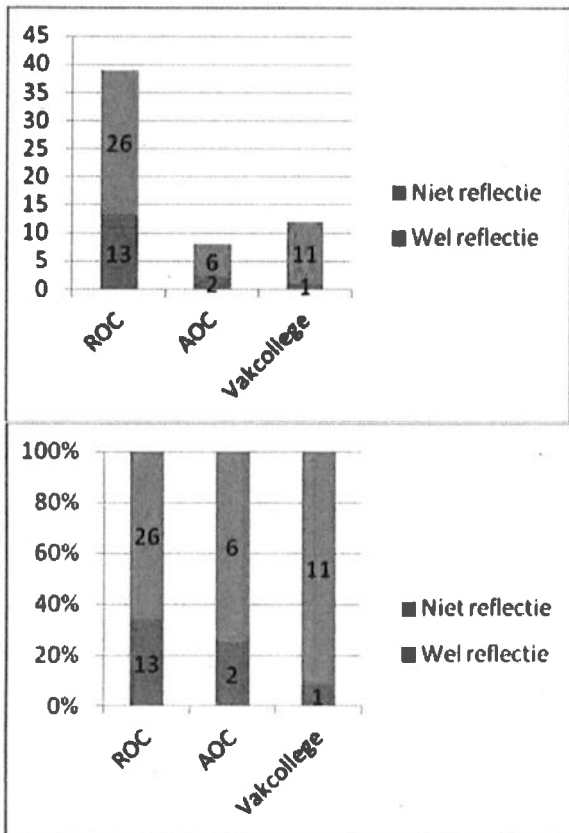 45
40
35
30
25
20
15
10
5
0
26
13
6
2
11
1
ROC
AOC
Vakcollege
Niet reflectie
Wel reflectie
100%
80%
60%
40%
20%
0%
26
13
6
2
11
1
ROC
AOC
Vakcollege
Niet reflectie
Wel reflectie